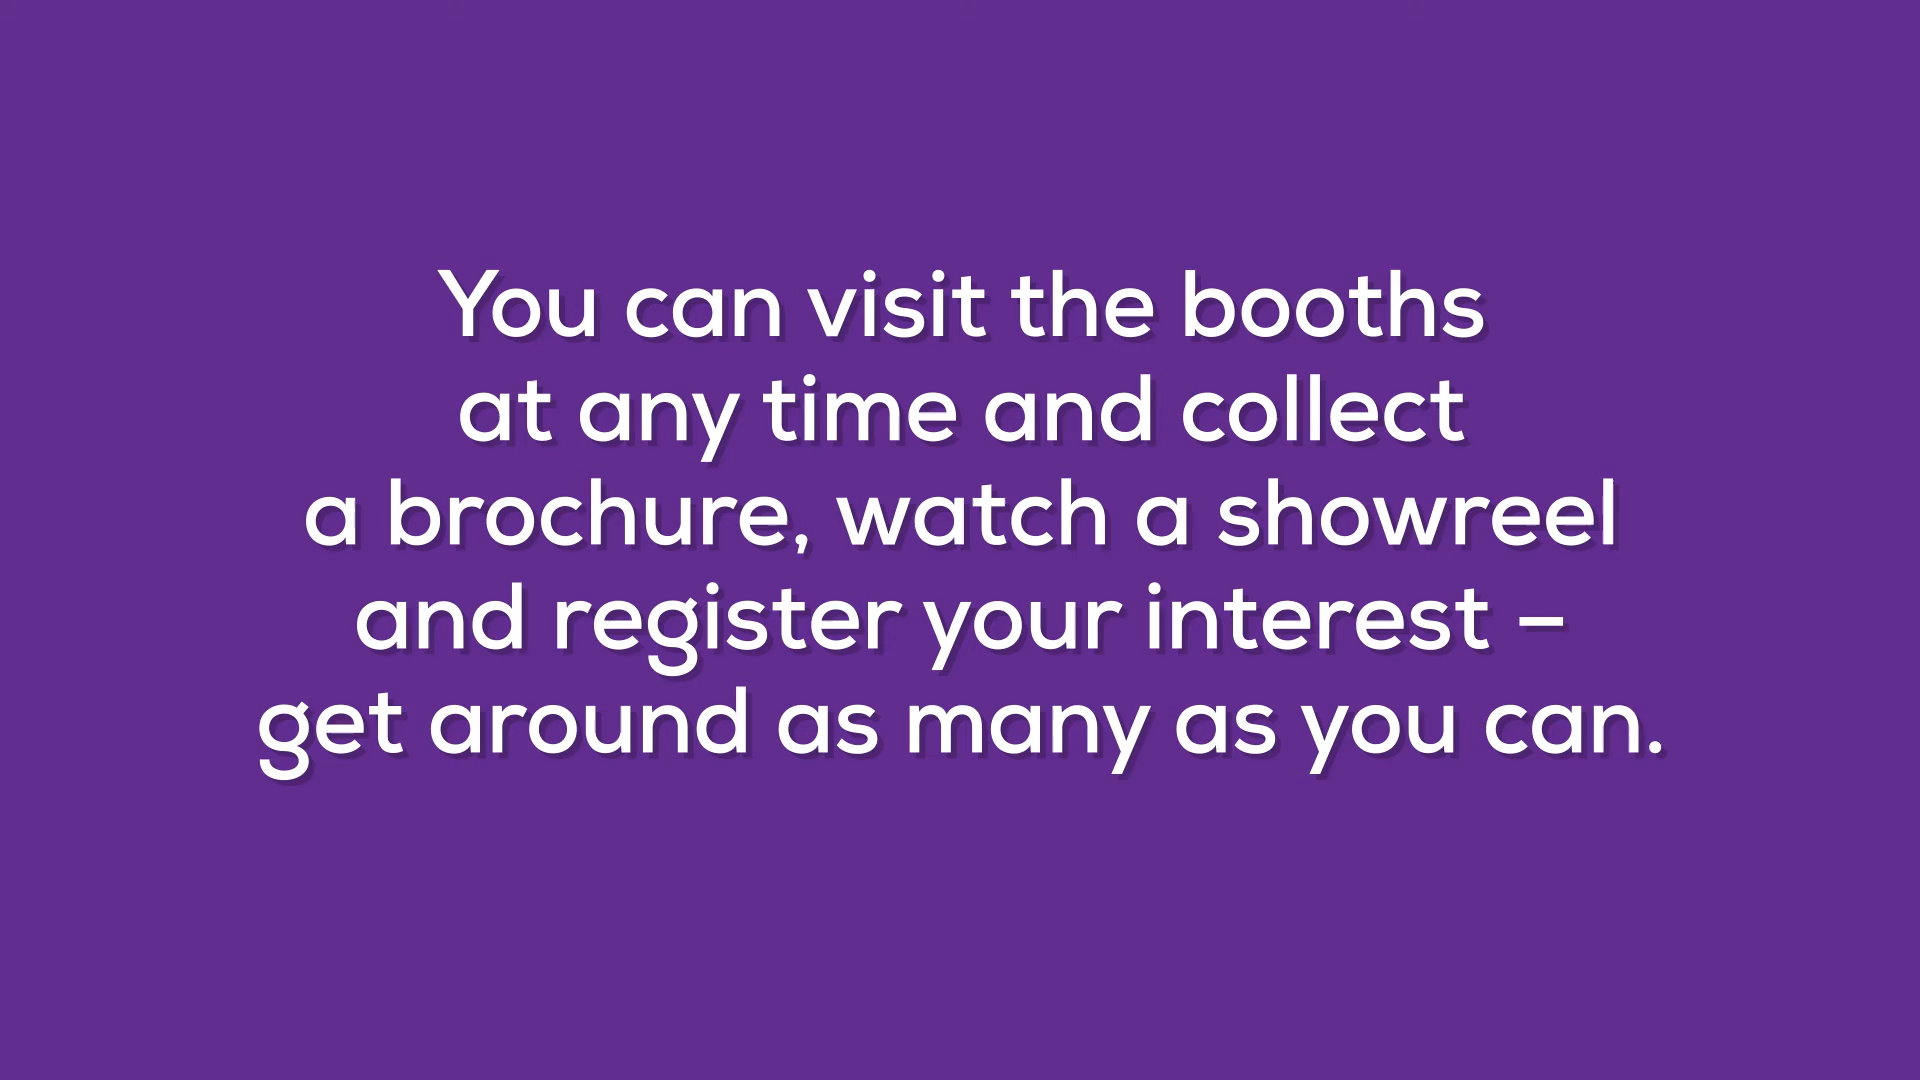 You can visit the booths
at any time and collect
a brochure, watch a showreel
and register your interest –
get around as many as you can.